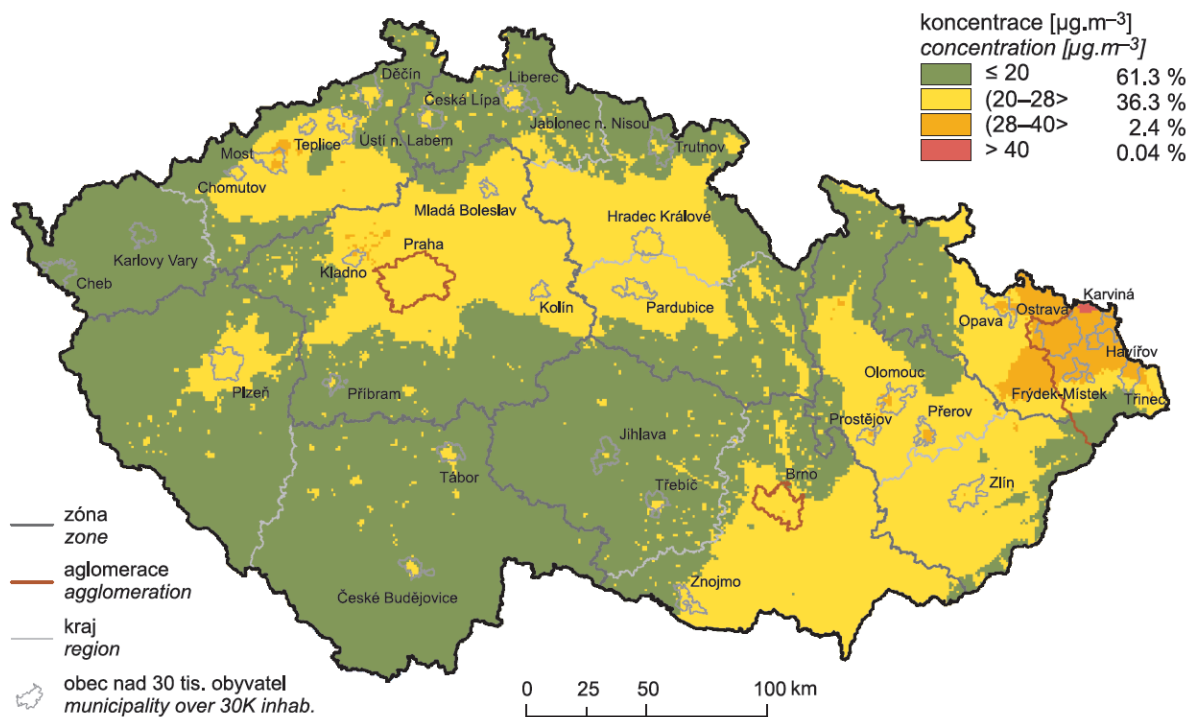 koncentrace [µg.m–3]
concentration [µg.m–3]
≤ 20 61.3 %
(20–28> 36.3 %
(28–40> 2.4 %
> 40 0.04 %
Děčín
Liberec
Česká Lípa
Jablonec n. Nisou
Ústí n. Labem
Teplice
Trutnov
Most
Chomutov
Mladá Boleslav
Hradec Králové
Praha
Karlovy Vary
Kladno
Cheb
Kolín
Pardubice
Karviná
Ostrava
Opava
Havířov
Olomouc
Frýdek-Místek
Třinec
Plzeň
Příbram
Přerov
Prostějov
Jihlava
Brno
Tábor
Třebíč
Zlín
Znojmo
České Budějovice
zóna
zone
aglomerace
agglomeration
kraj
region
obec nad 30 tis. obyvatel
municipality over 30K inhab.
0 25 50 100 km